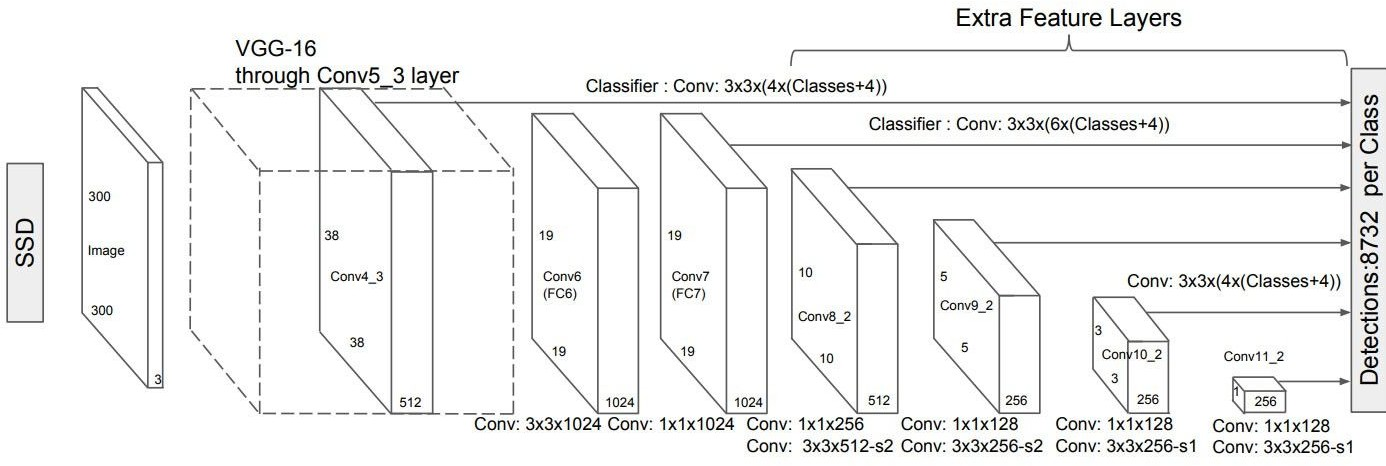 Extra Feature Layers
VGG-16
through Conv5_3 layer
Classifier : Conv: 3x3x(4x(Classes+4))
Classifier : Conv: 3x3x(6x(Classes+4))
SSD
300
Image
300
3
38
Conv4_3
38
512
19
Conv6
(FC6)
19
1024
19
Conv7
(FC7)
19
1024
10
Conv8_2
10
512
5
Conv9_2
5
256
Conv: 3x3x(4x(Classes+4))
3
Conv10_2
3
256
Conv11_2
1
256
Detections:8732 per Class
Conv: 3x3x1024
Conv: 1x1x1024
Conv: 1x1x256
Conv: 3x3x512-s2
Conv: 1x1x128
Conv: 3x3x256-s2
Conv: 1x1x128
Conv: 3x3x256-s1
Conv: 1x1x128
Conv: 3x3x256-s1